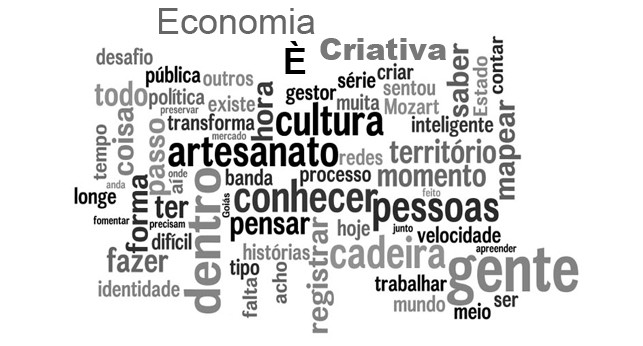 Economia
È Criativa
desafio
pública outros
todo política
preservar
existe
hora
gestor
série
criar
sentou
muita Mozart
saber
Estado
contar
tempo
coisa
passo
transforma
mercado
cultura
inteligente
mapear
artesanato
redes território
anda
aí
onde
banda
processo momento
longe
forma
ter
dentro
Goiás
conhecer
feito
pessoas
fomentar
precisam
difícil
pensar
registrar
hoje
junto
velocidade
aprender
fazer
histórias
cadeira
gente
tipo
falta
acho
trabalhar
identidade
mundo
meio
ser